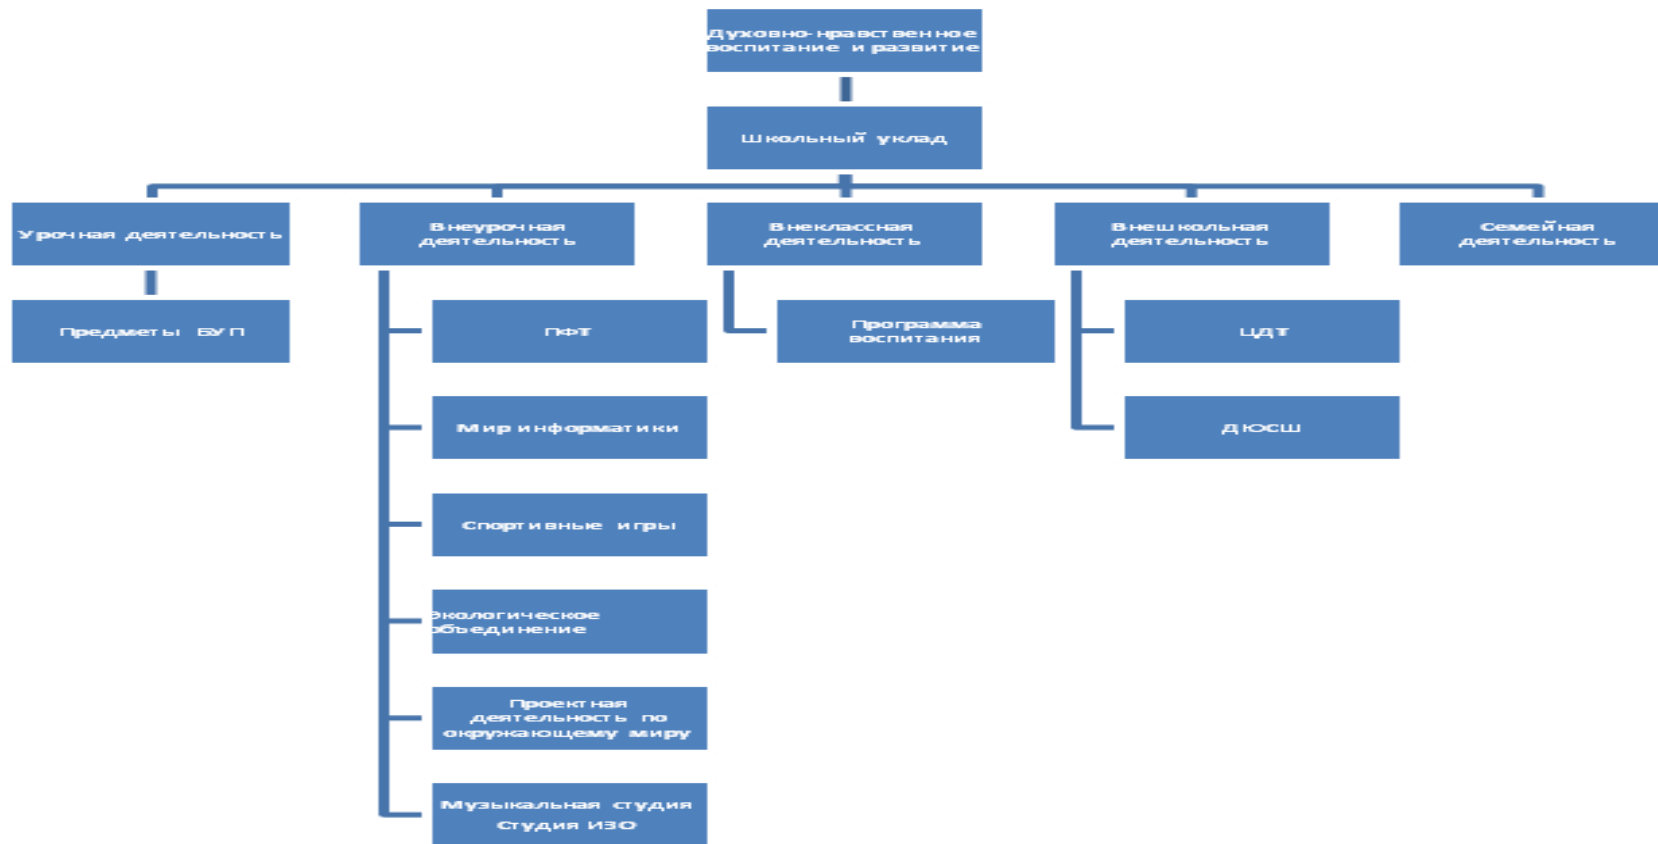 Духовно-нравственное
воспитание и развитие
Школьный уклад
Урочная деятельность
Внеурочная
деятельность
Внеклассная
деятельность
Внешкольная
деятельность
Семейная
деятельность
Предметы БУП
ПФТ
Программа
воспитания
ЦДТ
Мир информатики
ДЮСШ
Спортивные игры
Экологическое
объединение
Проектная
деятельность по
окружающему миру
Музыкальная студия
Студия ИЗО